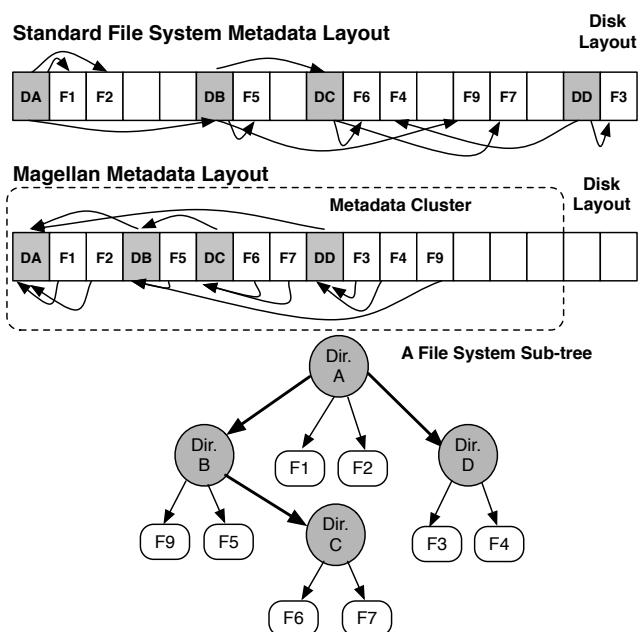 Standard File System Metadata Layout
Disk
Layout
DA F1 F2 DB F5 DC F6 F4 F9 F7 DD F3
Magellan Metadata Layout
Disk
Layout
Metadata Cluster
DA F1 F2 DB F5 DC F6 F7 DD F3 F4 F9
A File System Sub-tree
Dir.
A
Dir.
B
F1 F2
Dir.
D
F9 F5
Dir.
C
F3 F4
F6 F7